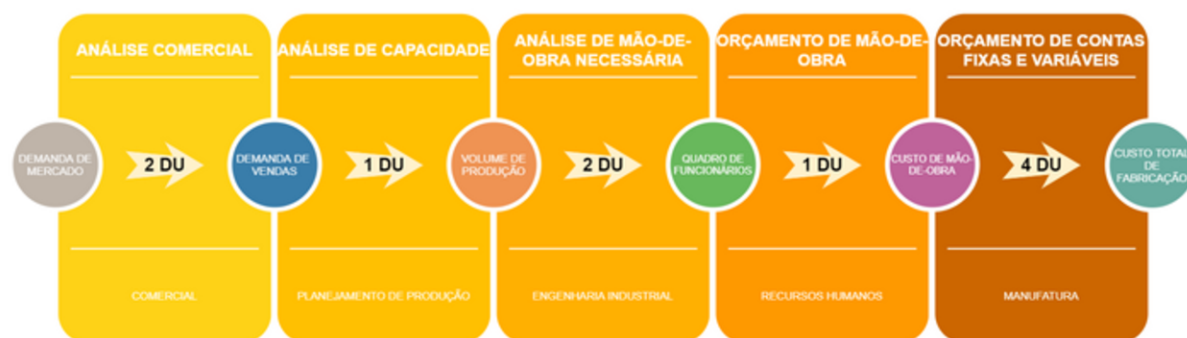 ANÁLISE COMERCIAL
ANÁLISE DE CAPACIDADE
ANÁLISE DE MÃO-DE-
OBRA NECESSÁRIA
ORÇAMENTO DE MÃO-DE-
OBRA
ORÇAMENTO DE CONTAS
FIXAS E VARIÁVEIS
DEMANDA DE
MERCADO
2 DU
DEMANDA DE
VENDAS
1 DU
VOLUME DE
PRODUÇÃO
2 DU
QUADRO DE
FUNCIONÁRIOS
1 DU
CUSTO DE MÃO-
DE-OBRA
4 DU
CUSTO TOTAL
DE
FABRICAÇÃO
COMERCIAL
PLANEJAMENTO DE PRODUÇÃO
ENGENHARIA INDUSTRIAL
RECURSOS HUMANOS
MANUFATURA